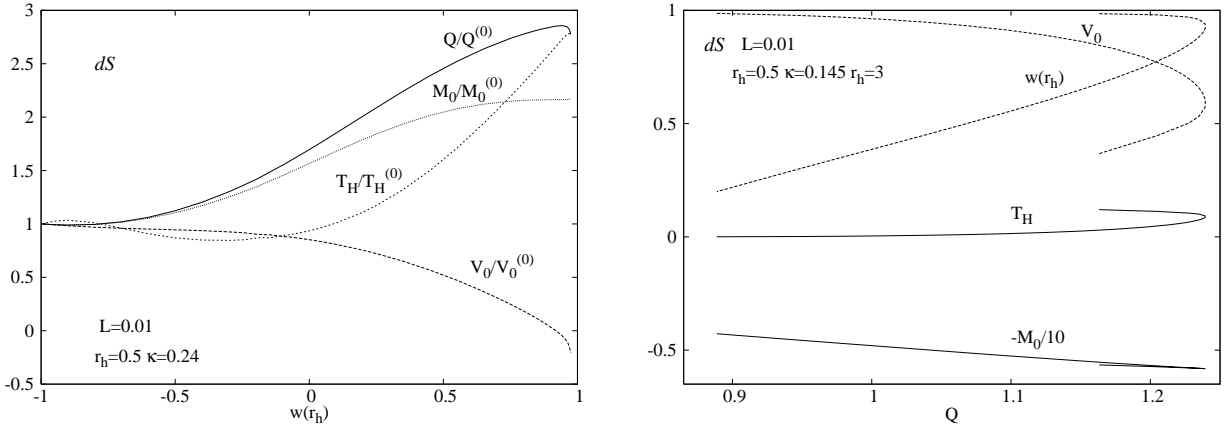 3
2.5
2
1.5
1
0.5
0
-0.5
-1
-0.5
0
0.5
1
w(r_h)
dS
Q/Q^(0)
M_0/M_0^(0)
T_H/T_H^(0)
V_0/V_0^(0)
L=0.01
r_h=0.5 κ=0.24
1
0.5
0
-0.5
0.9
1
1.1
1.2
Q
dS L=0.01
r_h=0.5 κ=0.145 r_h=3
V_0
w(r_h)
T_H
-M_0/10